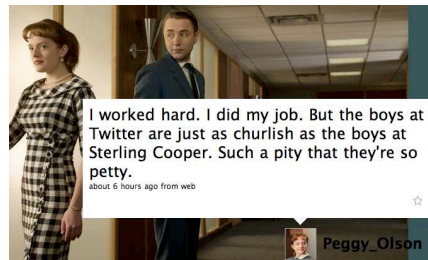 I worked hard. I did my job. But the boys at
Twitter are just as churlish as the boys at
Sterling Cooper. Such a pity that they're so
petty.
about 6 hours ago from web
Peggy_Olson